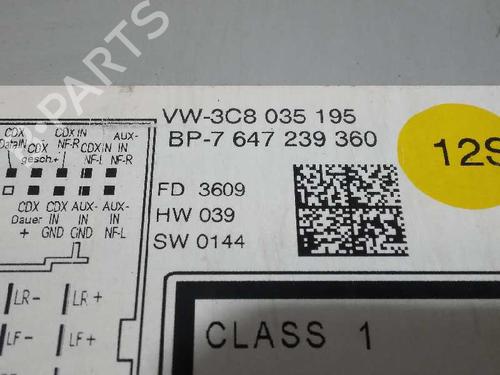 B-PARTS
VW-3C8 035 195
BP-7 647 239 360
12S
FD 3609
HW 039
SW 0144
CLASS 1
CDX IN AUX-
CDX NF-R CDX IN IN
DataIN CDX NF-L NF-R
gesch.+
CDX CDX AUX- AUX-
Dauer IN IN IN
+ GND GND NF-L
LR- LR+
LF- LF+